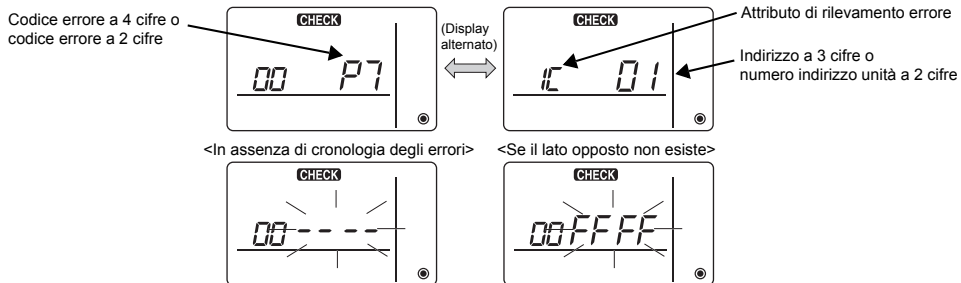 Codice errore a 4 cifre o
codice errore a 2 cifre
CHECK
00 P7
(Display
alternato)
CHECK
1C 01
Attributo di rilevamento errore
Indirizzo a 3 cifre o
numero indirizzo unità a 2 cifre
<In assenza di cronologia degli errori>
CHECK
00 -- --
<Se il lato opposto non esiste>
CHECK
00 FFFF